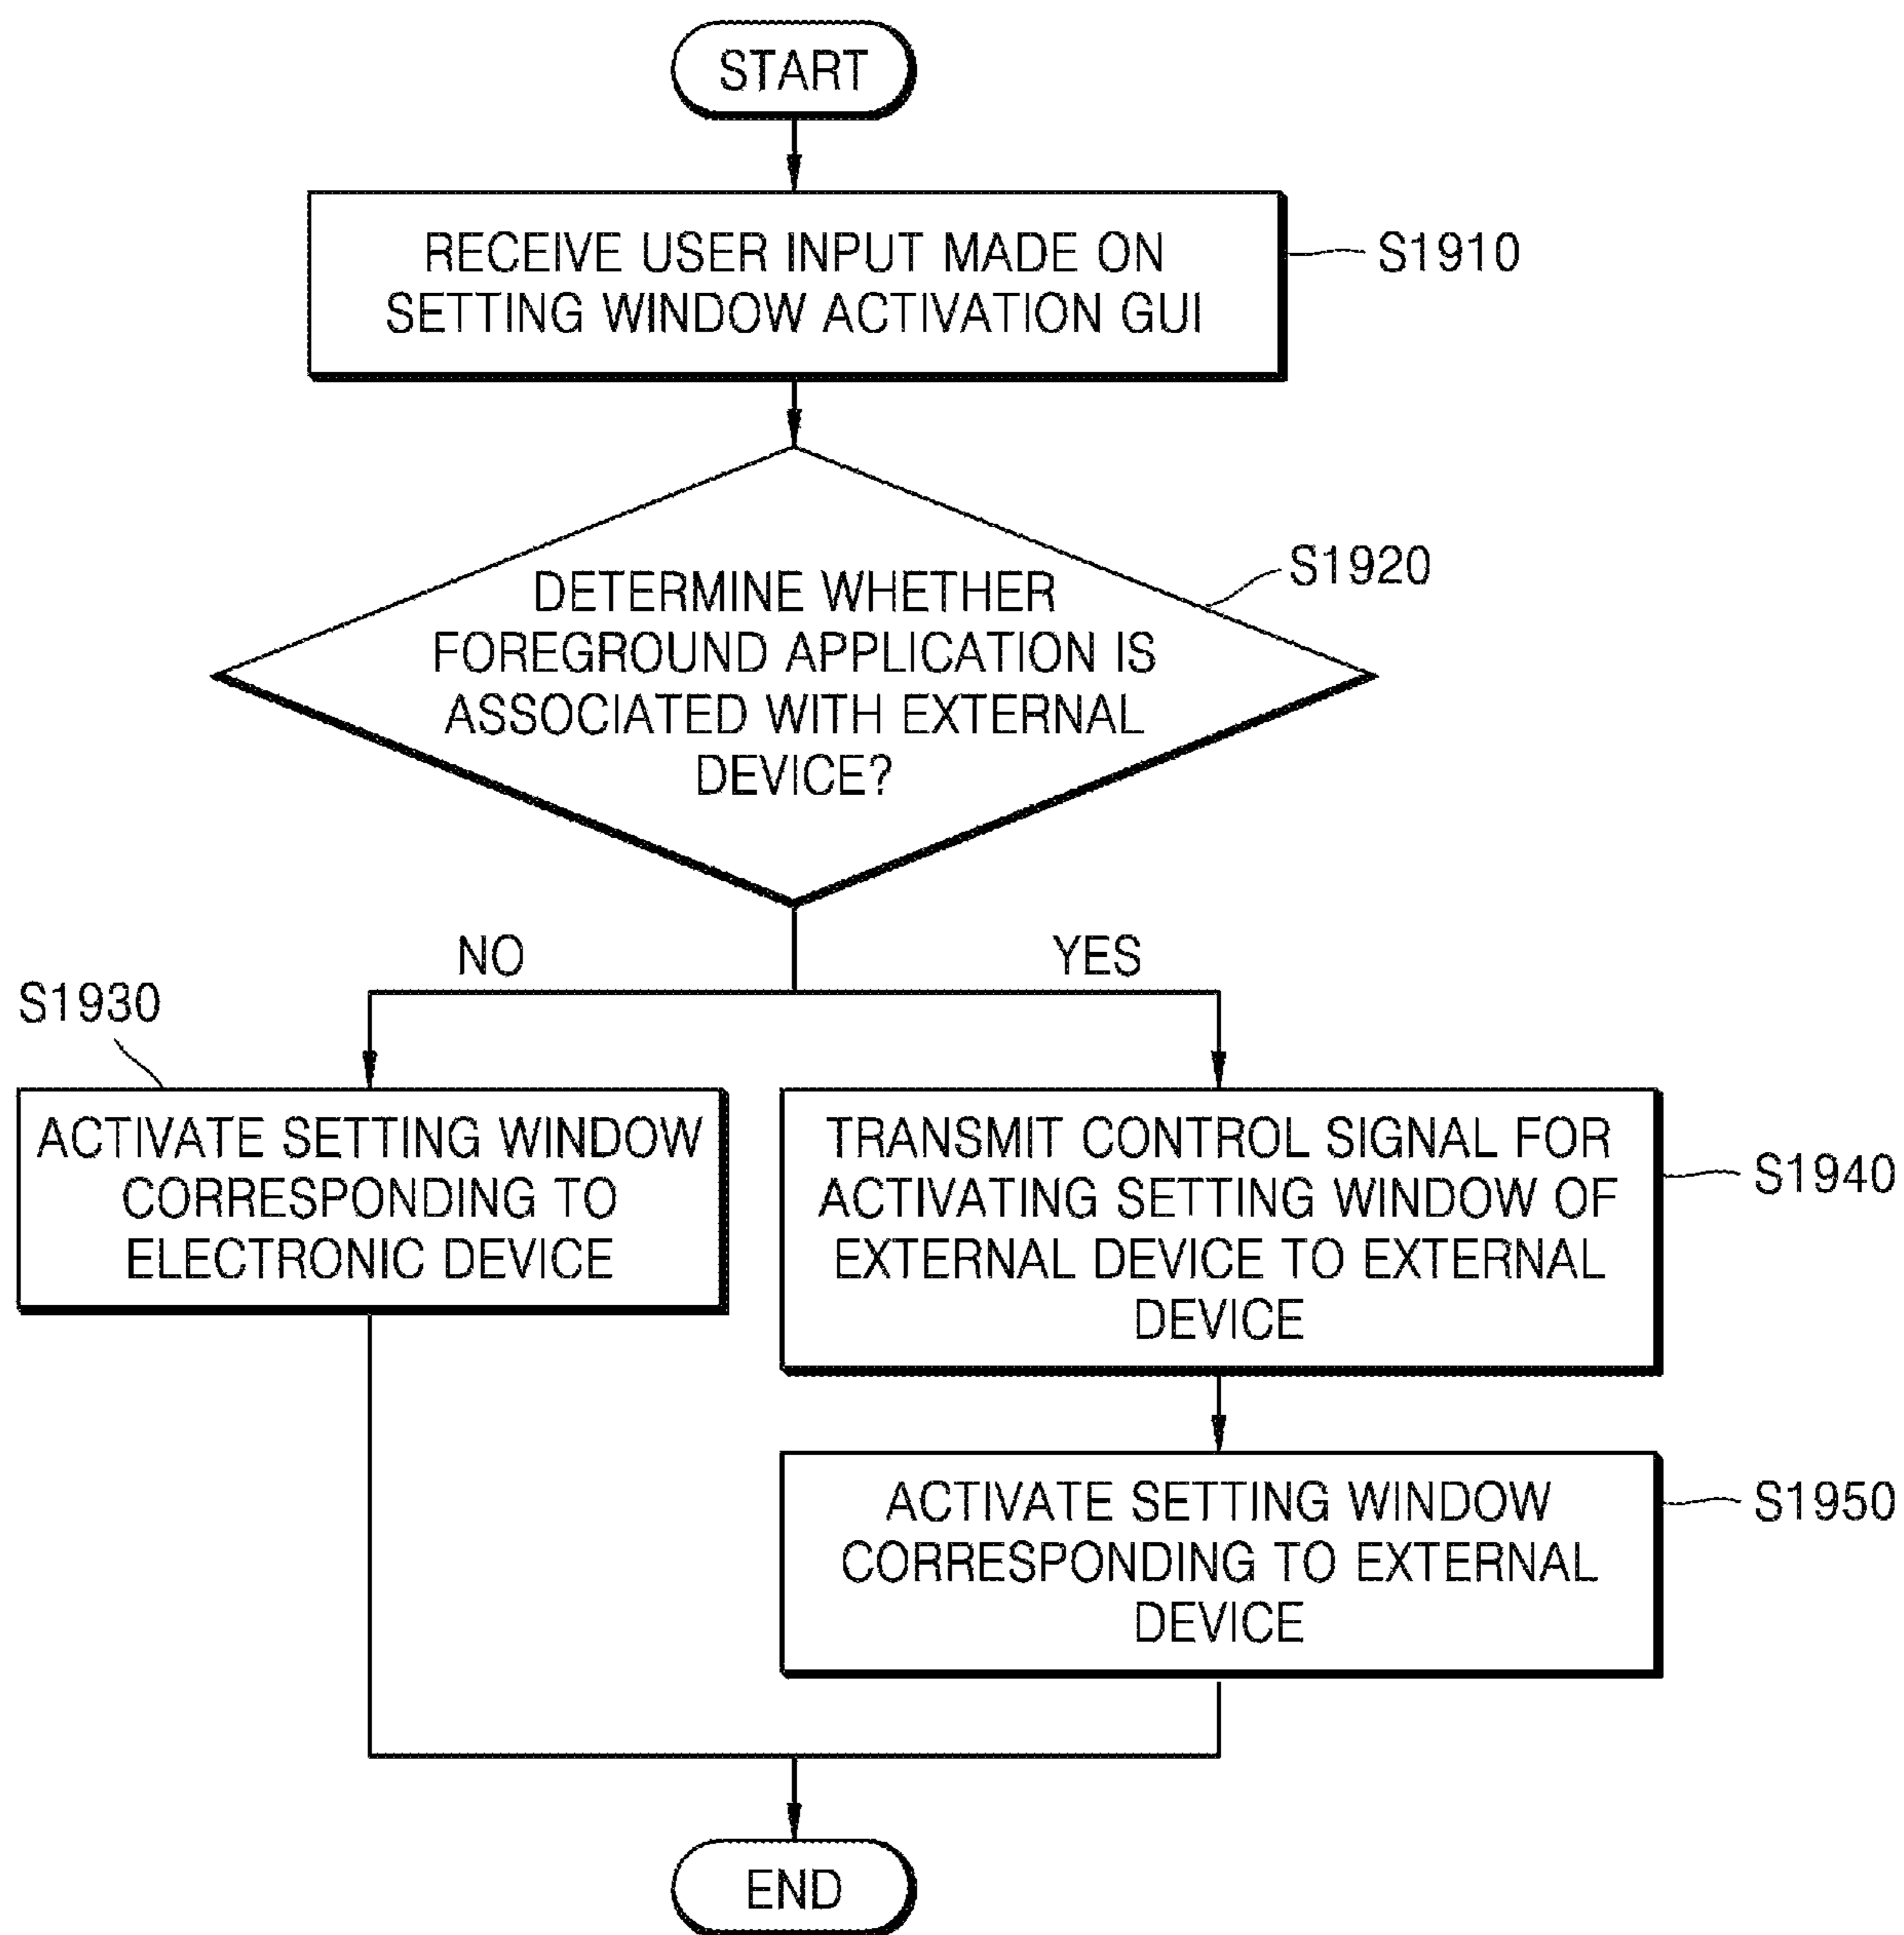 START
RECEIVE USER INPUT MADE ON
SETTING WINDOW ACTIVATION GUI
S1910
S1920
DETERMINE WHETHER
FOREGROUND APPLICATION IS
ASSOCIATED WITH EXTERNAL
DEVICE?
NO
YES
S1930
ACTIVATE SETTING WINDOW
CORRESPONDING TO
ELECTRONIC DEVICE
TRANSMIT CONTROL SIGNAL FOR
ACTIVATING SETTING WINDOW OF
EXTERNAL DEVICE TO EXTERNAL
DEVICE
S1940
ACTIVATE SETTING WINDOW
CORRESPONDING TO EXTERNAL
DEVICE
S1950
END